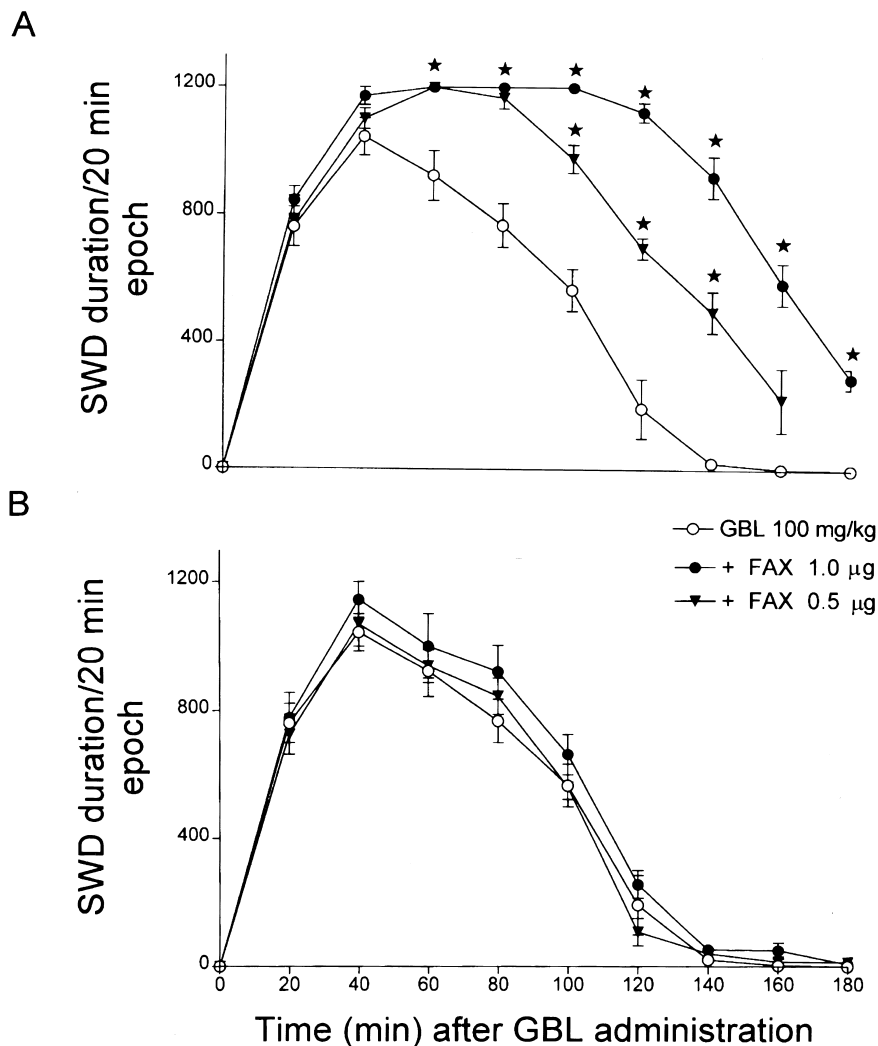 A
SWD duration/20 min
epoch
1200
800
400
0
B
GBL 100 mg/kg
+ FAX 1.0 μg
+ FAX 0.5 μg
SWD duration/20 min
epoch
1200
800
400
0
0 20 40 60 80 100 120 140 160 180
Time (min) after GBL administration